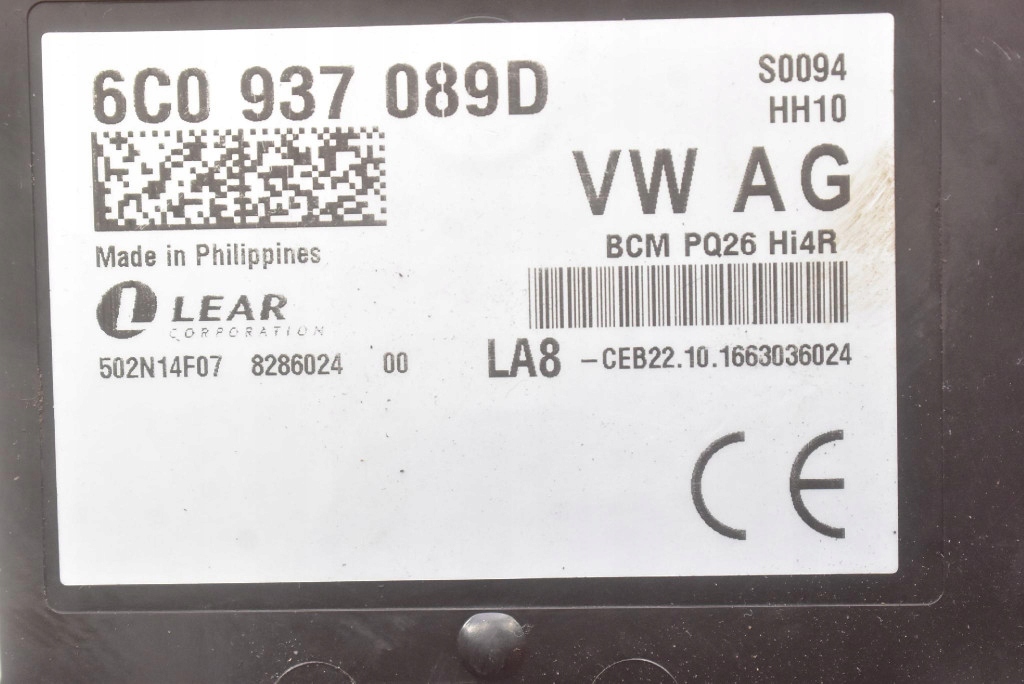 6C0 937 089D
S0094
HH10
VW AG
BCM PQ26 Hi4R
Made in Philippines
LEAR
CORPORATION
502N14F07 8286024 00
LA8 -CEB22.10.1663036024
CE